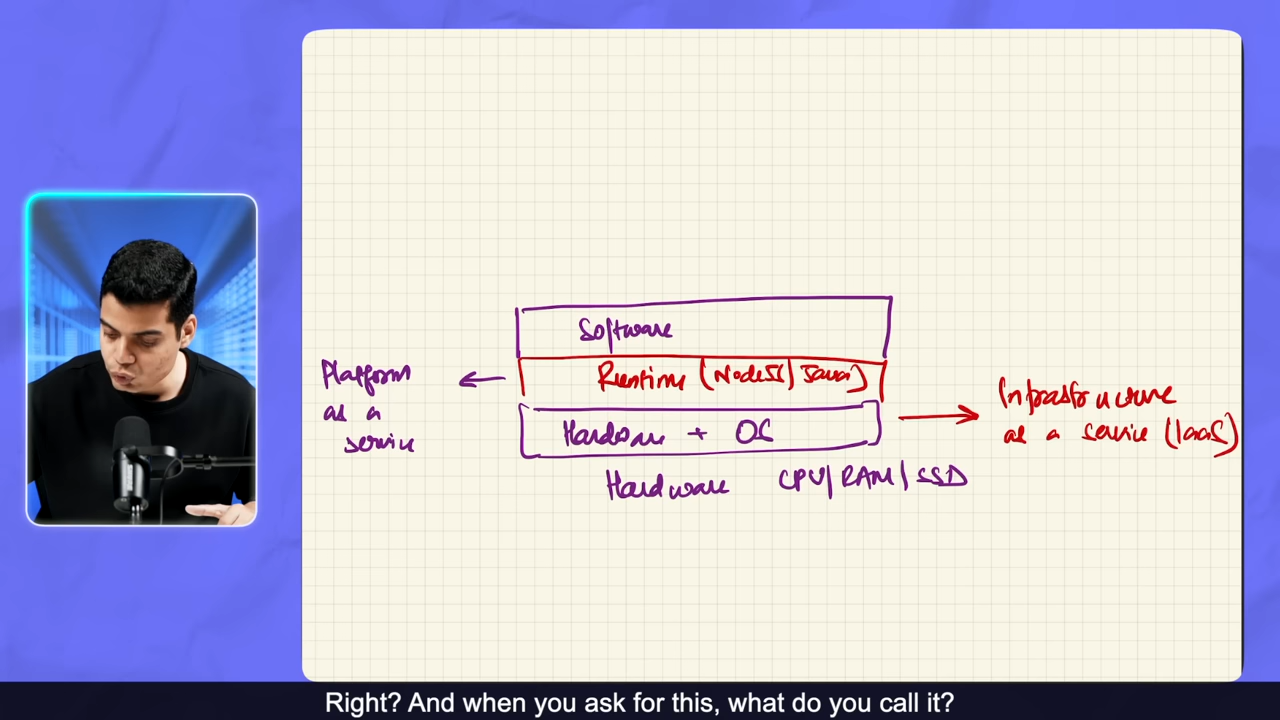 Software
Runtime (NodeJS | Java)
Hardware + OS
Hardware CPU/RAM/SSD
Platform
as a
service
Infrastructure
as a service (IaaS)
Right? And when you ask for this, what do you call it?